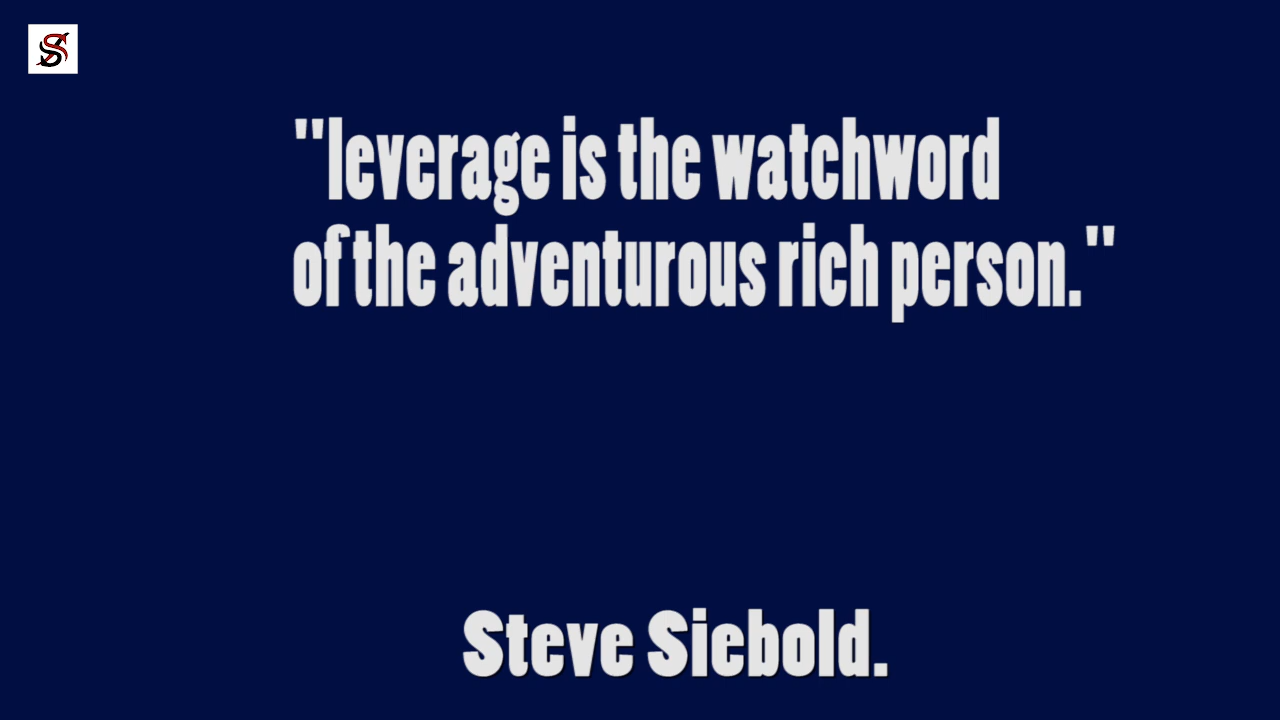 "leverage is the watchword
of the adventurous rich person."
Steve Siebold.